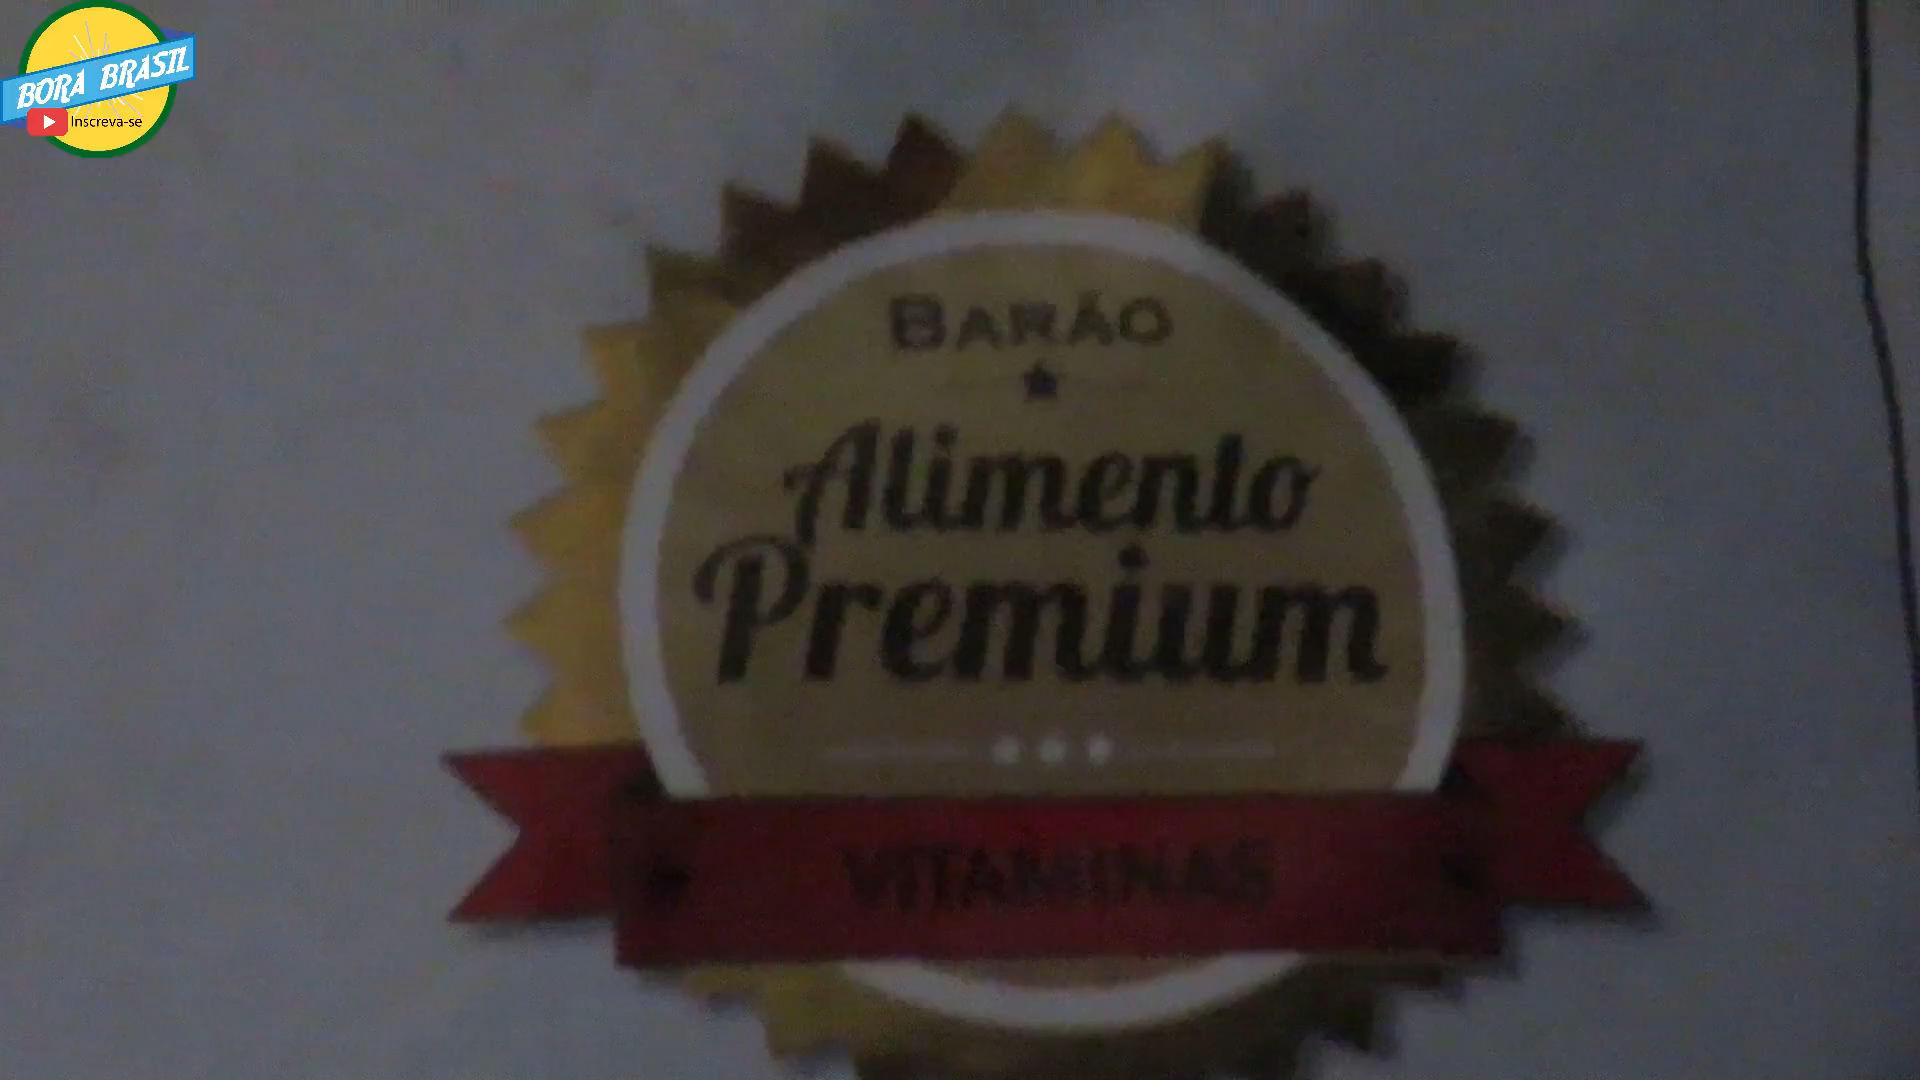 BORA BRASIL
Inscreva-se
BARÃO
Alimento
Premium
VITAMINAS